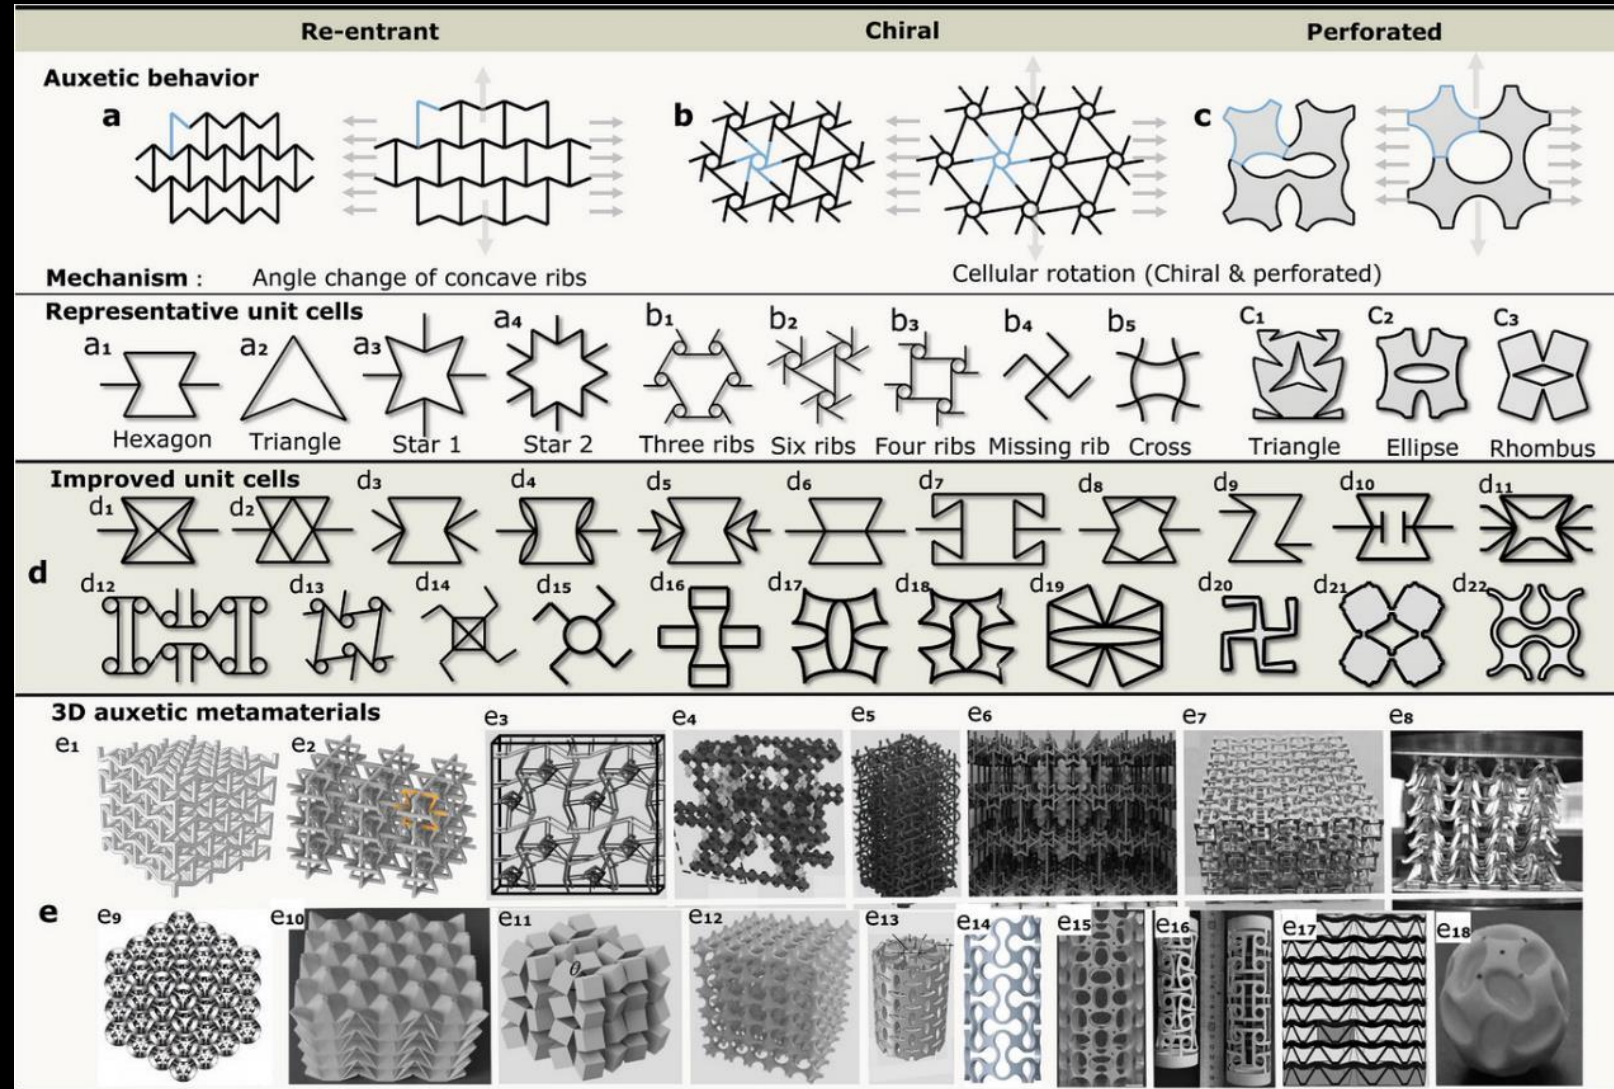 Re-entrant Chiral Perforated
Auxetic behavior
a b c
Mechanism : Angle change of concave ribs Cellular rotation (Chiral & perforated)
Representative unit cells
a1 a2 a3 a4 b1 b2 b3 b4 b5 c1 c2 c3
Hexagon Triangle Star 1 Star 2 Three ribs Six ribs Four ribs Missing rib Cross Triangle Ellipse Rhombus
Improved unit cells
d1 d2 d3 d4 d5 d6 d7 d8 d9 d10 d11
d
d12 d13 d14 d15 d16 d17 d18 d19 d20 d21 d22
3D auxetic metamaterials
e1 e2 e3 e4 e5 e6 e7 e8
e
e9 e10 e11 e12 e13 e14 e15 e16 e17 e18
θ